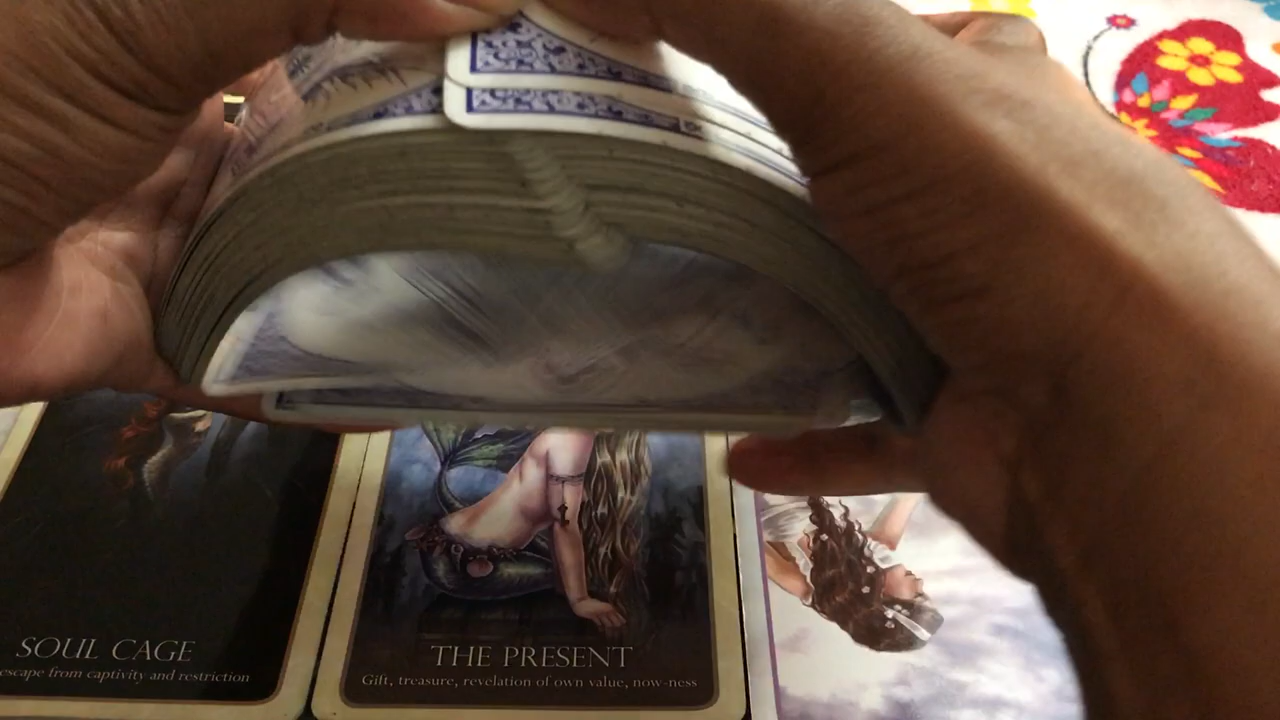 SOUL CAGE
escape from captivity and restriction
THE PRESENT
Gift, treasure, revelation of own value, now-ness